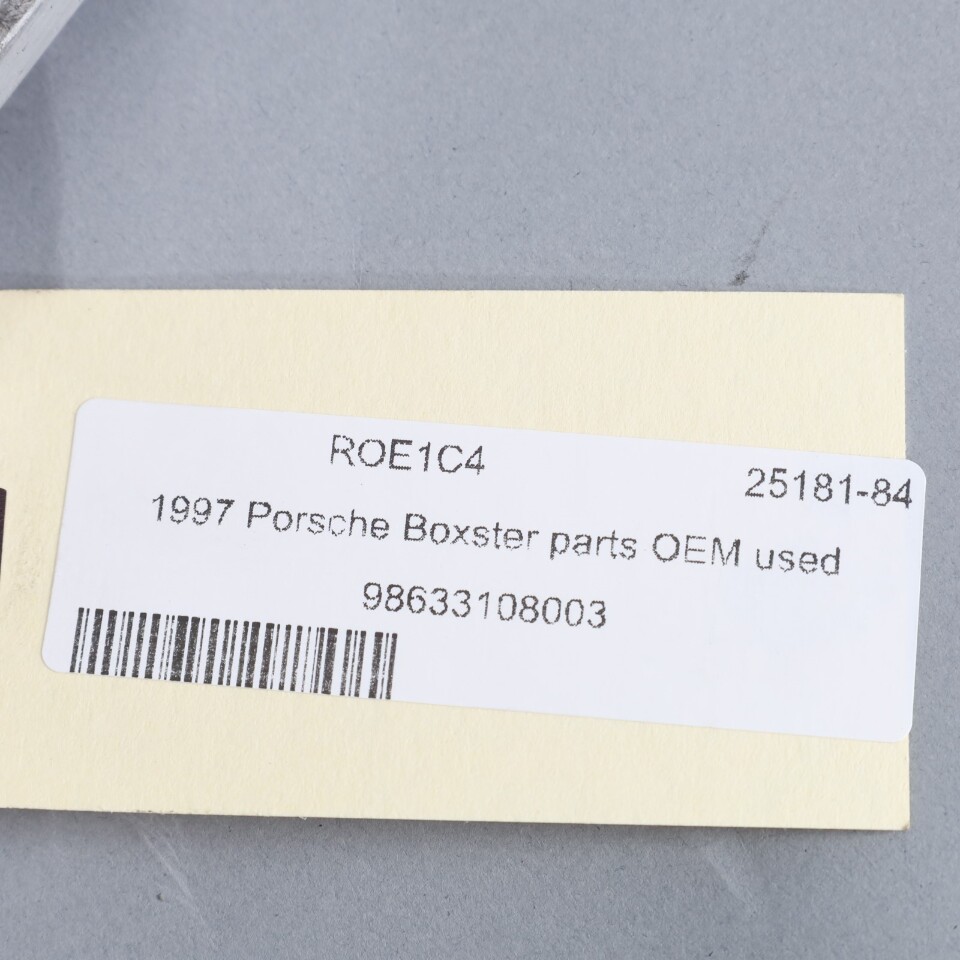 ROE1C4
25181-84
1997 Porsche Boxster parts OEM used
98633108003